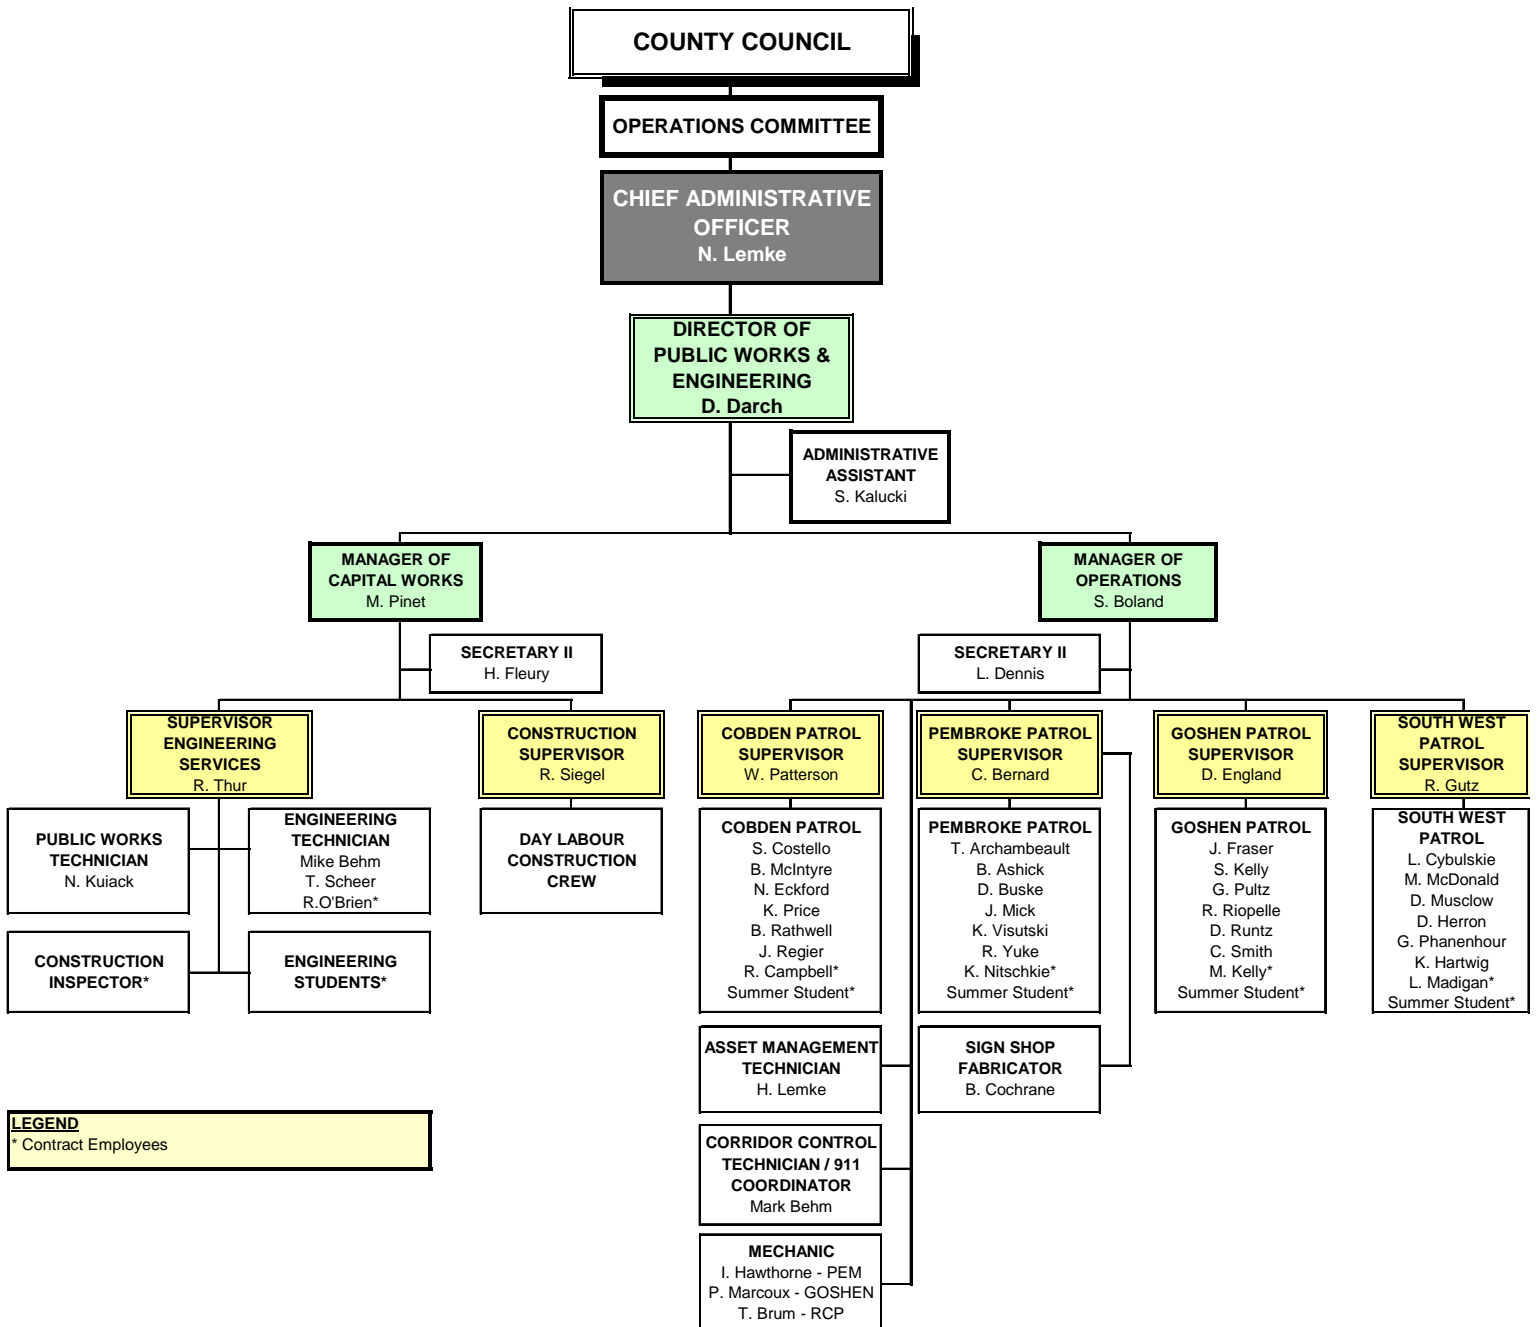 COUNTY COUNCIL
OPERATIONS COMMITTEE
CHIEF ADMINISTRATIVE
OFFICER
N. Lemke
DIRECTOR OF
PUBLIC WORKS &
ENGINEERING
D. Darch
ADMINISTRATIVE
ASSISTANT
S. Kalucki
MANAGER OF
CAPITAL WORKS
M. Pinet
MANAGER OF
OPERATIONS
S. Boland
SECRETARY II
H. Fleury
SECRETARY II
L. Dennis
SUPERVISOR
ENGINEERING
SERVICES
R. Thur
CONSTRUCTION
SUPERVISOR
R. Siegel
COBDEN PATROL
SUPERVISOR
W. Patterson
PEMBROKE PATROL
SUPERVISOR
C. Bernard
GOSHEN PATROL
SUPERVISOR
D. England
SOUTH WEST
PATROL
SUPERVISOR
R. Gutz
PUBLIC WORKS
TECHNICIAN
N. Kuiack
ENGINEERING
TECHNICIAN
Mike Behm
T. Scheer
R.O'Brien*
DAY LABOUR
CONSTRUCTION
CREW
COBDEN PATROL
S. Costello
B. McIntyre
N. Eckford
K. Price
B. Rathwell
J. Regier
R. Campbell*
Summer Student*
PEMBROKE PATROL
T. Archambeault
B. Ashick
D. Buske
J. Mick
K. Visutski
R. Yuke
K. Nitschkie*
Summer Student*
GOSHEN PATROL
J. Fraser
S. Kelly
G. Pultz
R. Riopelle
D. Runtz
C. Smith
M. Kelly*
Summer Student*
SOUTH WEST
PATROL
L. Cybulskie
M. McDonald
D. Musclow
D. Herron
G. Phanenhour
K. Hartwig
L. Madigan*
Summer Student*
CONSTRUCTION
INSPECTOR*
ENGINEERING
STUDENTS*
ASSET MANAGEMENT
TECHNICIAN
H. Lemke
SIGN SHOP
FABRICATOR
B. Cochrane
LEGEND
* Contract Employees
CORRIDOR CONTROL
TECHNICIAN / 911
COORDINATOR
Mark Behm
MECHANIC
I. Hawthorne - PEM
P. Marcoux - GOSHEN
T. Brum - RCP